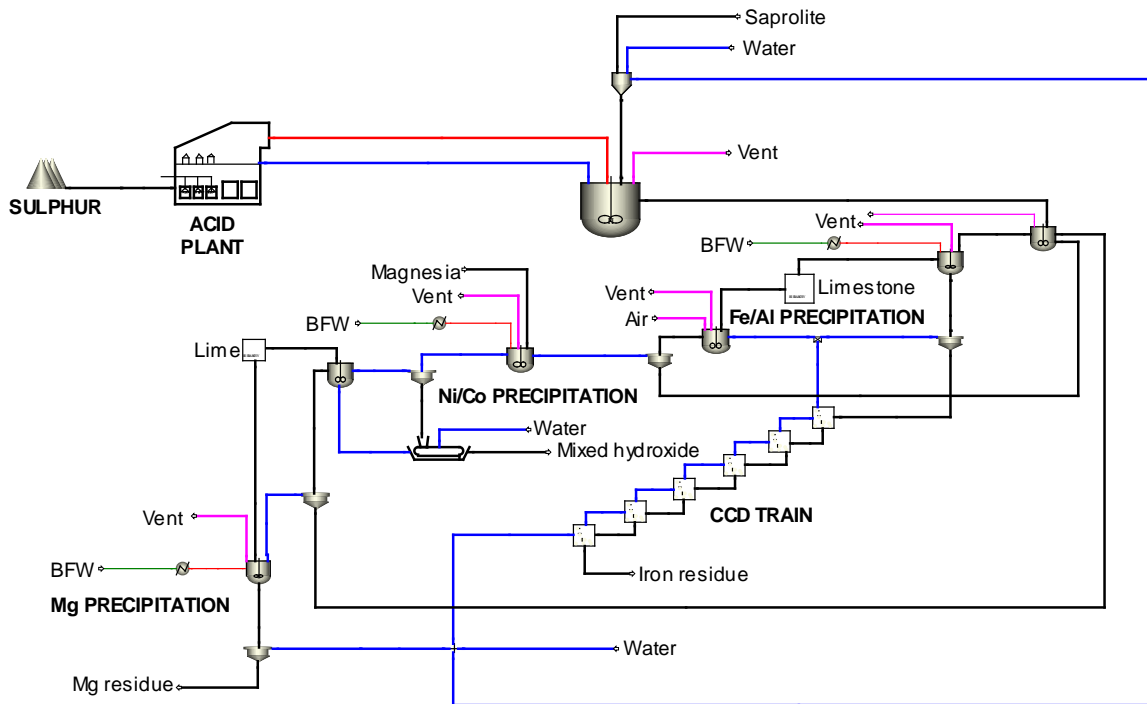 Saprolite
Water
Vent
SULPHUR
ACID
PLANT
Vent
BFW
Magnesia
Vent
Limestone
Vent
Fe/Al PRECIPITATION
Air
BFW
Lime
Ni/Co PRECIPITATION
Water
Mixed hydroxide
CCD TRAIN
Vent
BFW
Iron residue
Mg PRECIPITATION
Water
Mg residue